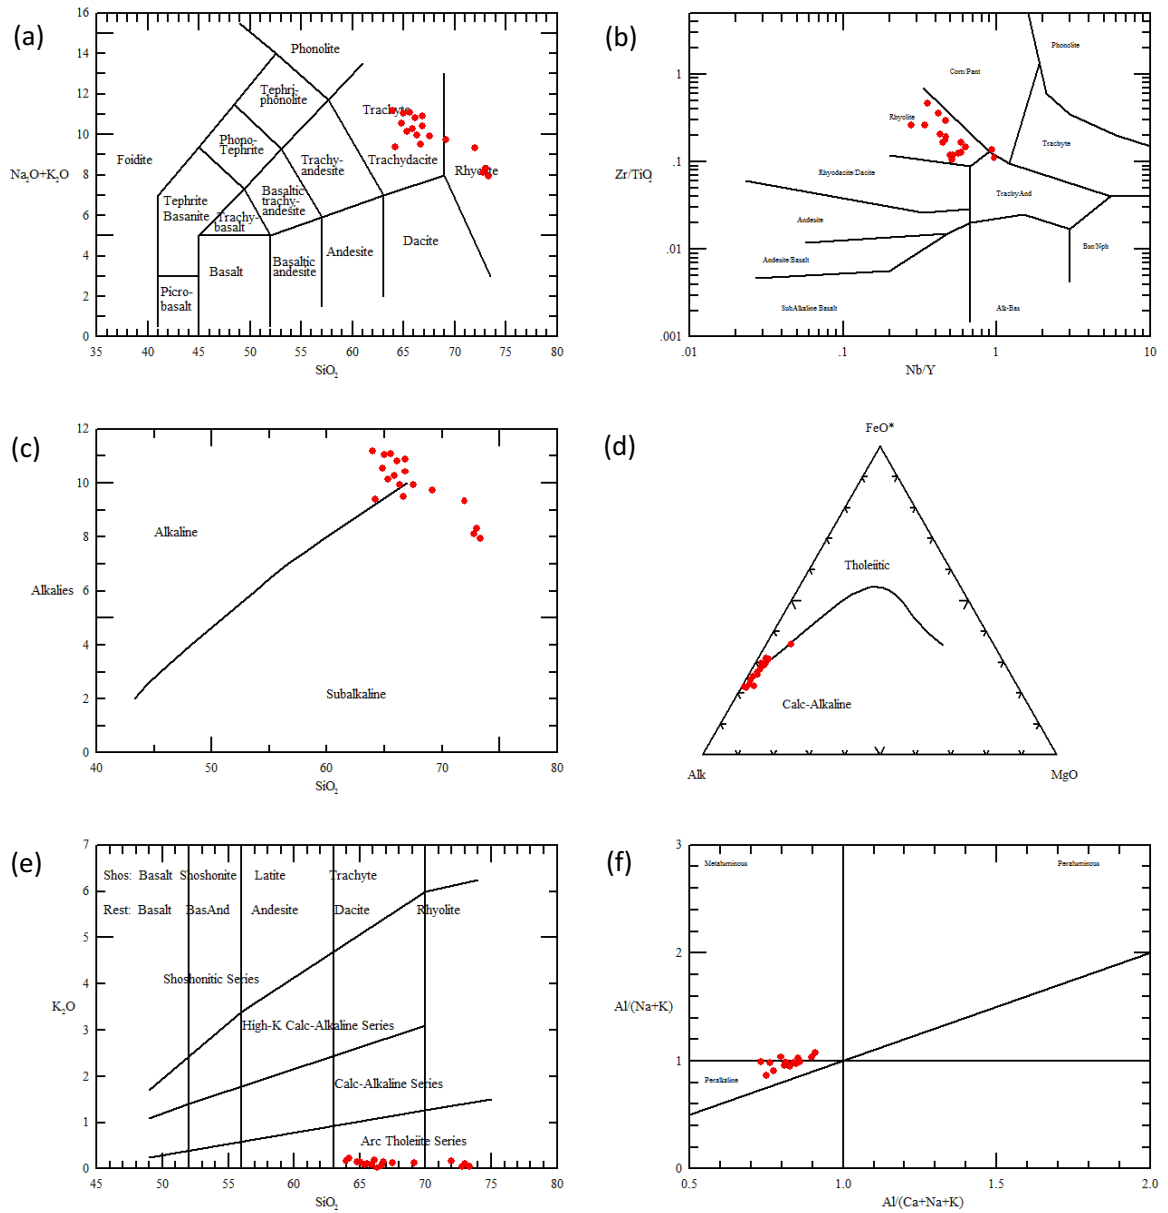 (a)
16
14
12
10
8
6
4
2
0
Na2O+K2O
Phonolite
Tephri-
phonolite
Trachyte
Phono-
Tephrite
Foidite
Trachy-
andesite
Trachydacite
Rhyolite
Tephrite
Basanite
Basaltic
trachy-
andesite
Trachy-
basalt
Dacite
Andesite
Basalt
Basaltic
andesite
Picro-
basalt
35 40 45 50 55 60 65 70 75 80
SiO2
(b)
1
.1
.01
.001
Zr/TiO2
Phonolite
Com/Pant
Rhyolite
Trachyte
Rhyodacite/Dacite
TrachyAnd
Andesite
Bsn/Nph
Andesite/Basalt
SubAlkaline Basalt
Alk-Bas
.01 .1 1 10
Nb/Y
(c)
12
10
8
6
4
2
0
Alkalies
Alkaline
Subalkaline
40 50 60 70 80
SiO2
(d)
FeO*
Tholeiitic
Calc-Alkaline
Alk
MgO
(e)
7
6
5
4
3
2
1
0
K2O
Shos: Basalt Shoshonite Latite Trachyte
Rest: Basalt BasAnd Andesite Dacite Rhyolite
Shoshonitic Series
High-K Calc-Alkaline Series
Calc-Alkaline Series
Arc Tholeiite Series
45 50 55 60 65 70 75 80
SiO2
(f)
3
2
1
0
Al/(Na+K)
Metaluminous
Peraluminous
Peralkaline
0.5 1.0 1.5 2.0
Al/(Ca+Na+K)